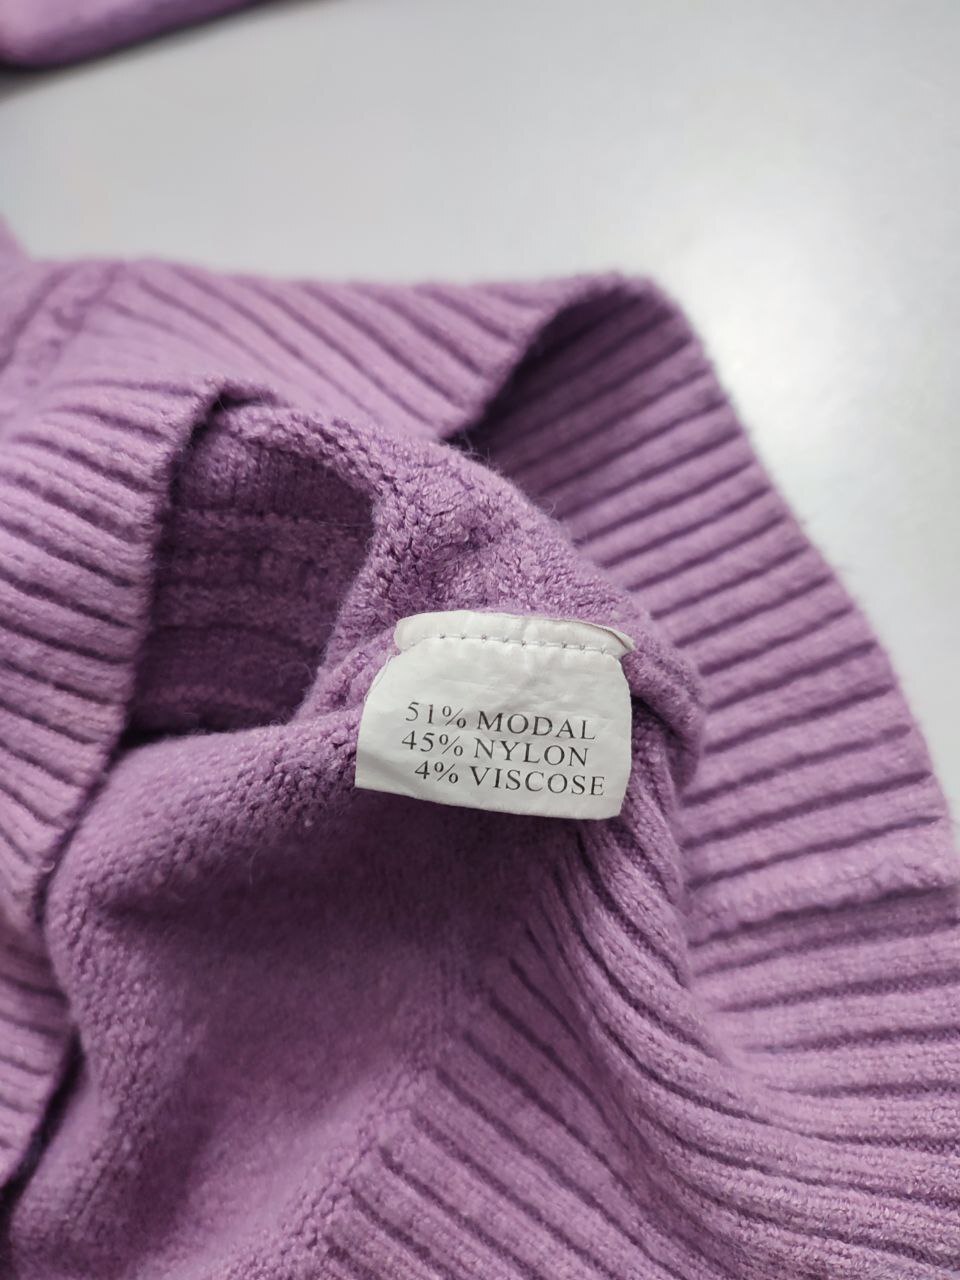 51% MODAL
45% NYLON
4% VISCOSE